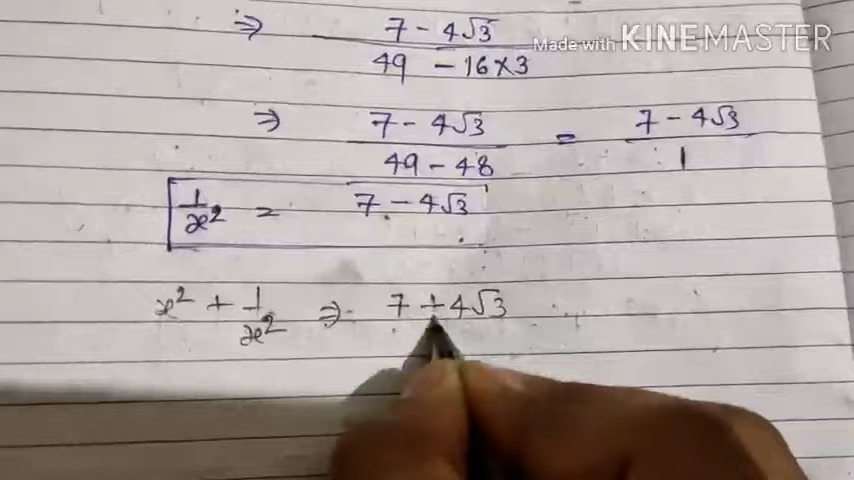 ⇒ 7 - 4√3 / 49 - 16×3
Made with KINEMASTER
⇒ 7 - 4√3 / 49 - 48 = 7 - 4√3 / 1
1/x² = 7 - 4√3
x² + 1/x² ⇒ 7 + 4√3